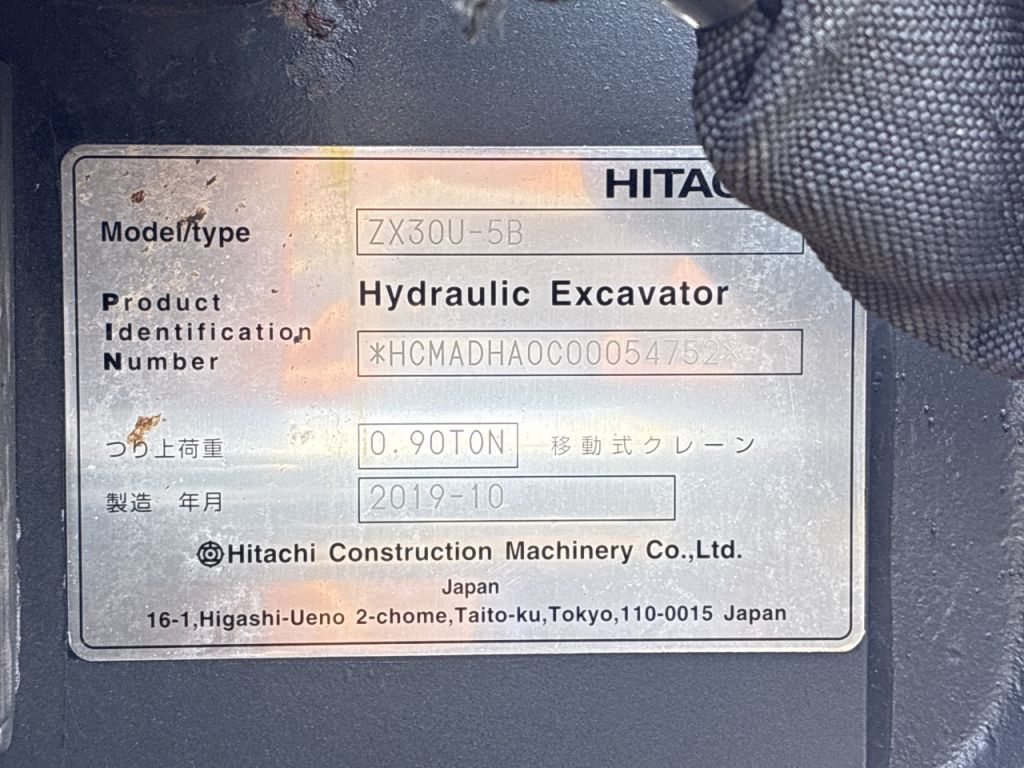 HITAC
Model/type ZX30U-5B
Hydraulic Excavator
Product
Identification
Number *HCMADHA0C00054752*
つり上荷重 0.90TON 移動式クレーン
製造 年月 2019-10
Hitachi Construction Machinery Co.,Ltd.
Japan
16-1,Higashi-Ueno 2-chome,Taito-ku,Tokyo,110-0015 Japan